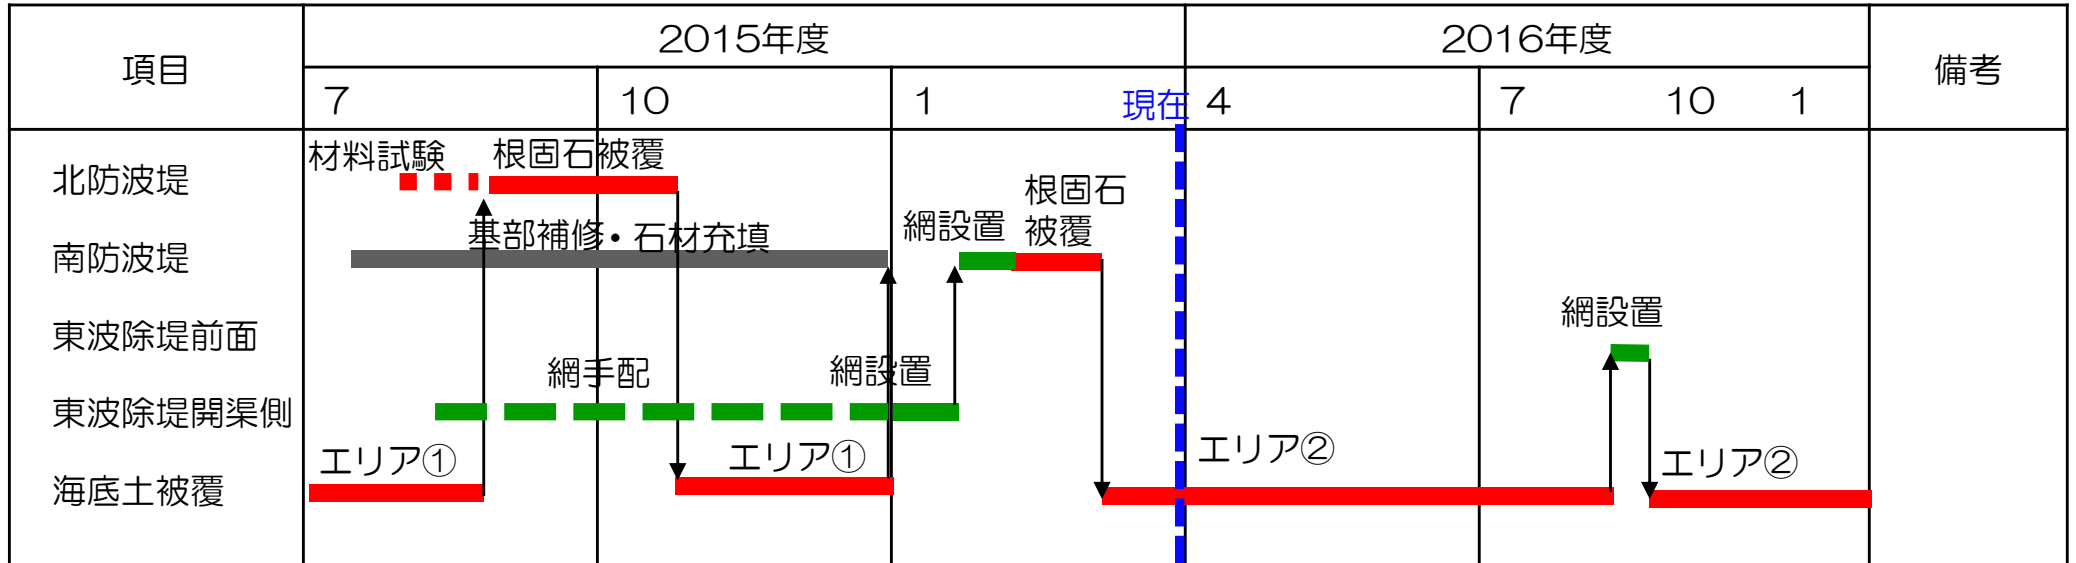 項目
2015年度
2016年度
備考
7
10
1
現在
4
7
10
1
材料試験
根固石被覆
北防波堤
根固石
被覆
網設置
基部補修・石材充填
南防波堤
網設置
東波除堤前面
網手配
網設置
東波除堤開渠側
エリア①
エリア①
エリア②
エリア②
海底土被覆